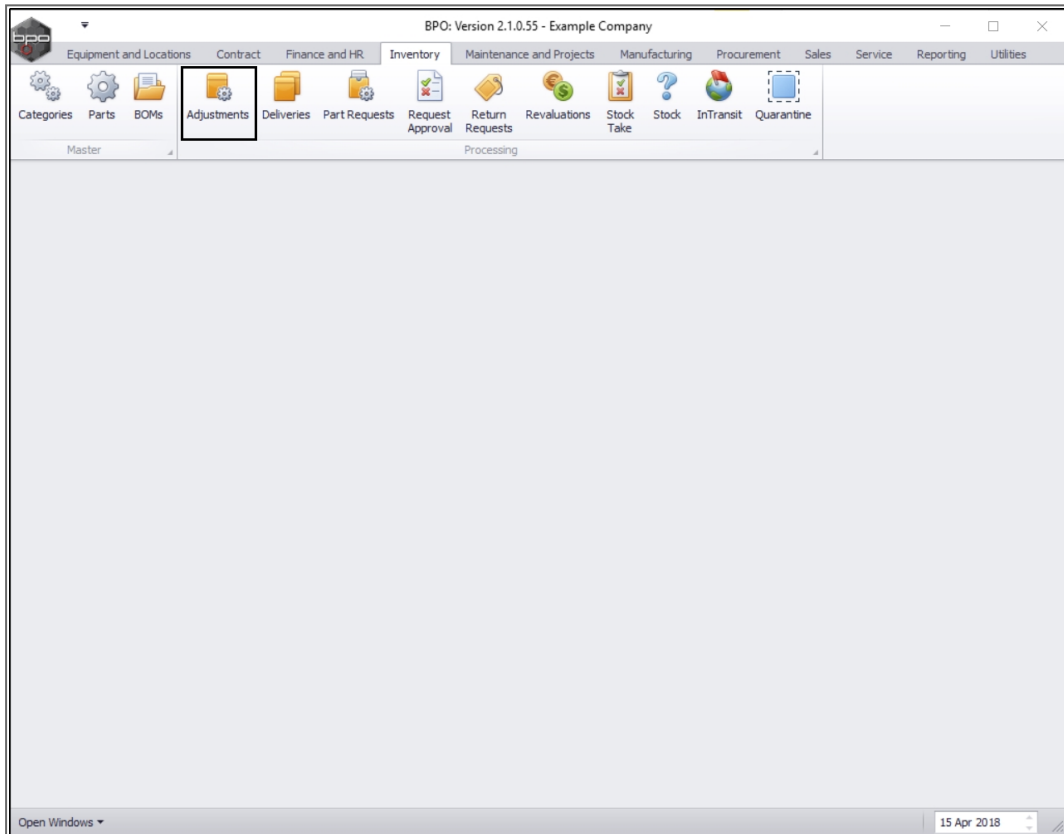 BPO: Version 2.1.0.55 - Example Company
bpo
Equipment and Locations Contract Finance and HR Inventory Maintenance and Projects Manufacturing Procurement Sales Service Reporting Utilities
Categories Parts BOMs Adjustments Deliveries Part Requests Request Return Revaluations Stock Stock InTransit Quarantine
Approval Requests Take
Master Processing
Open Windows 15 Apr 2018